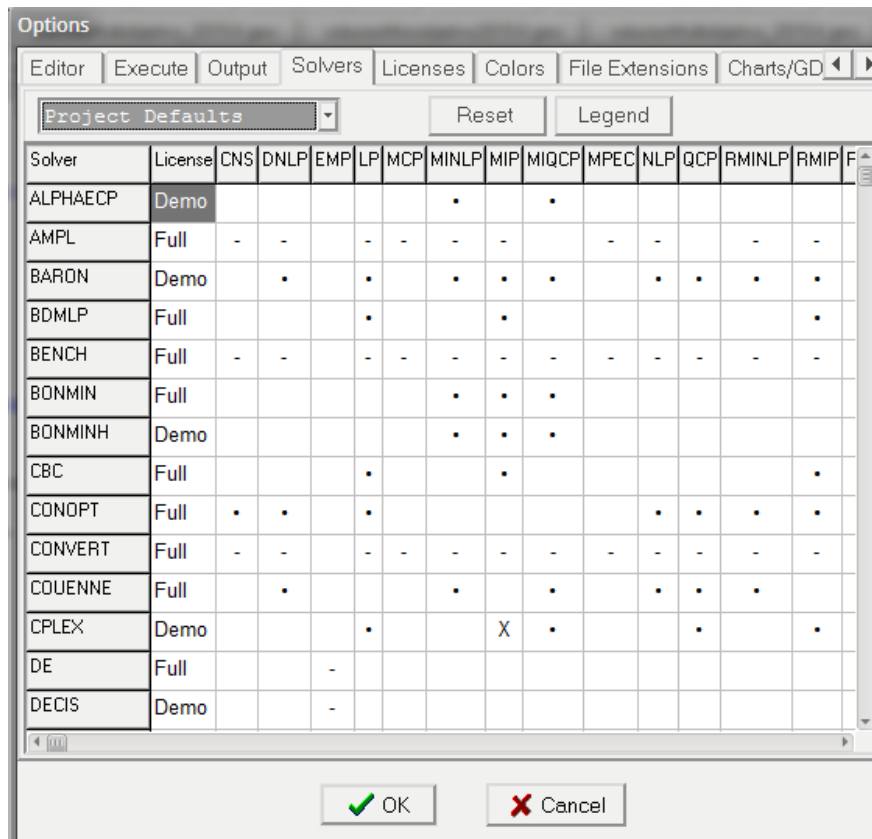 Options
Editor Execute Output Solvers Licenses Colors File Extensions Charts/GD
Project Defaults Reset Legend
Solver License CNS DNLP EMP LP MCP MINLP MIP MIQCP MPEC NLP QCP RMINLP RMIP F
ALPHAECP Demo • •
AMPL Full - - - - - - - - - -
BARON Demo • • • • • • • • •
BDMLP Full • • •
BENCH Full - - - - - - - - - - - -
BONMIN Full • • •
BONMINH Demo • • •
CBC Full • • •
CONOPT Full • • • • • • •
CONVERT Full - - - - - - - - - - - -
COUENNE Full • • • • • •
CPLEX Demo • X • • •
DE Full -
DECIS Demo -
OK Cancel